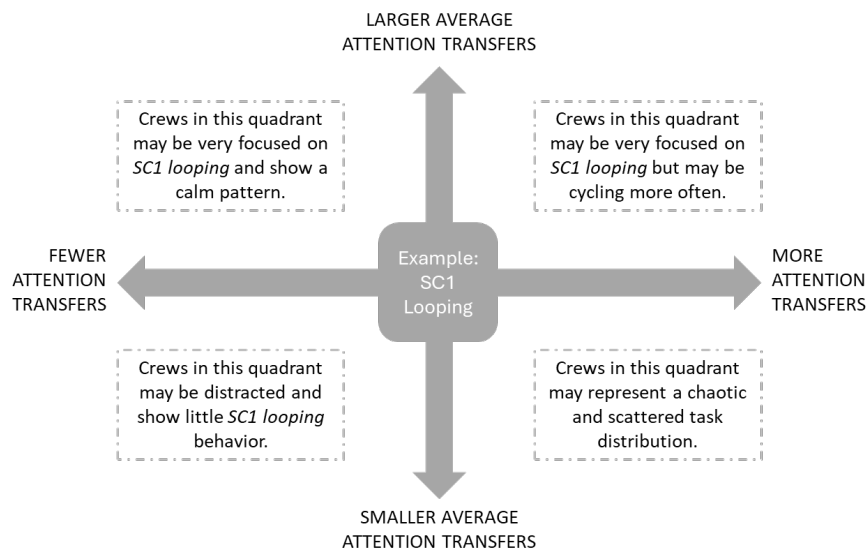 LARGER AVERAGE
ATTENTION TRANSFERS
Crews in this quadrant
may be very focused on
SC1 looping and show a
calm pattern.
Crews in this quadrant
may be very focused on
SC1 looping but may be
cycling more often.
FEWER
ATTENTION
TRANSFERS
Example:
SC1
Looping
MORE
ATTENTION
TRANSFERS
Crews in this quadrant
may be distracted and
show little SC1 looping
behavior.
Crews in this quadrant
may represent a chaotic
and scattered task
distribution.
SMALLER AVERAGE
ATTENTION TRANSFERS